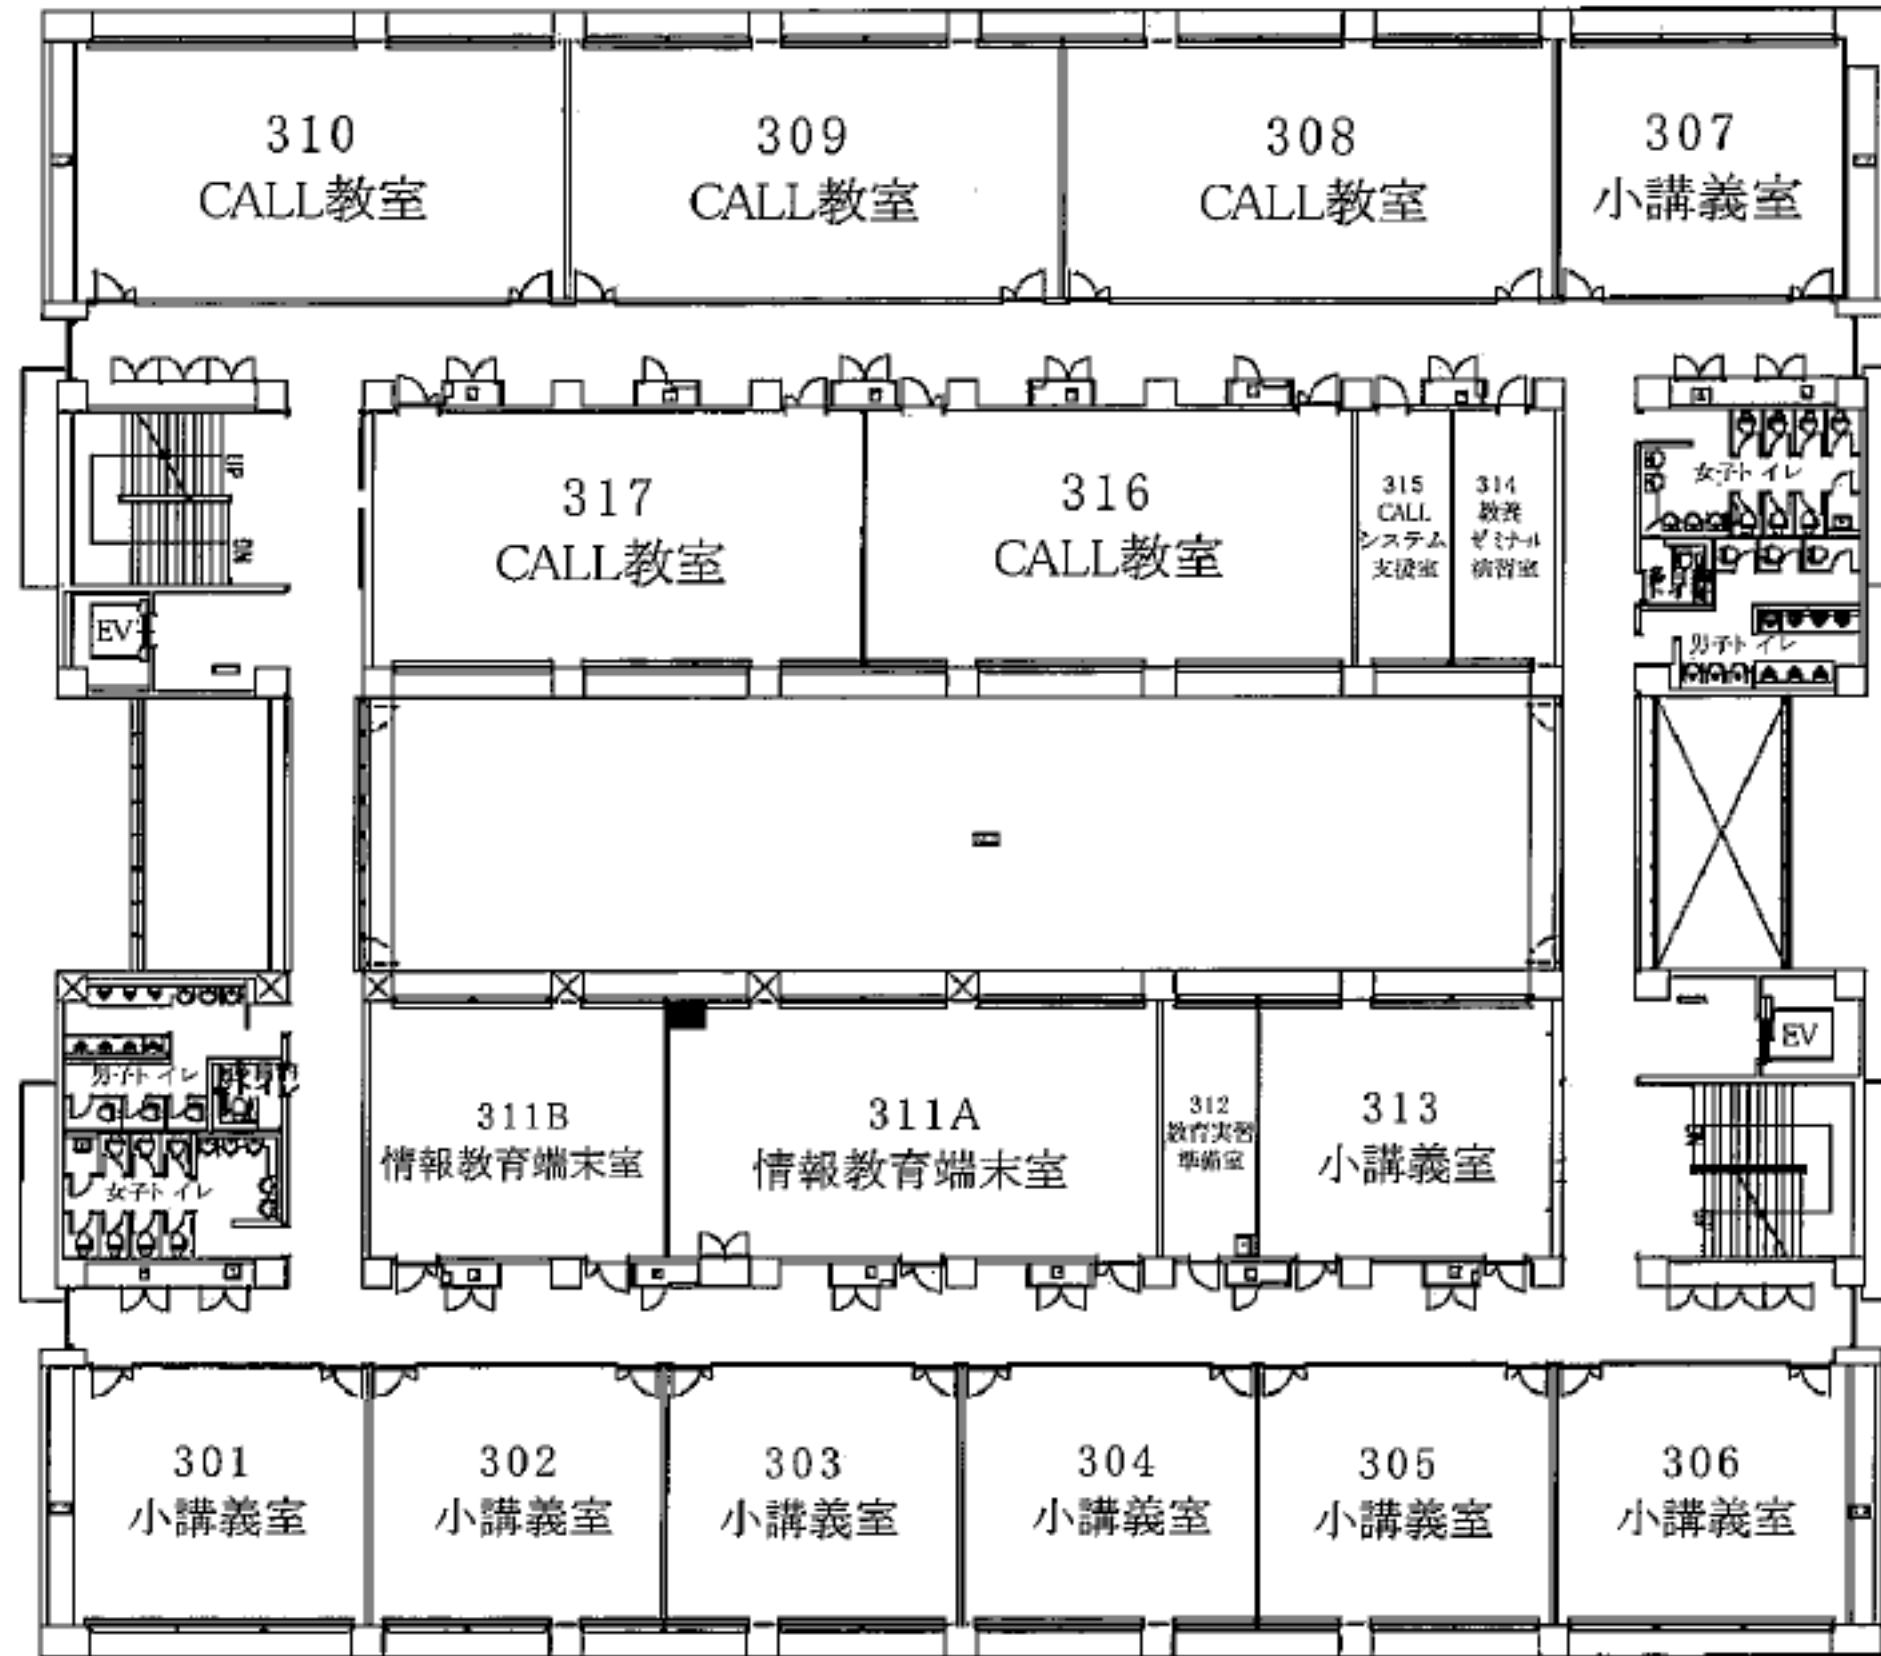 310
CALL教室
309
CALL教室
308
CALL教室
307
小講義室
UP
DN
EV
317
CALL教室
316
CALL教室
315
CALL
システム
支援室
314
教養
ゼミナール
演習室
女子トイレ
男子トイレ
男子トイレ
女子トイレ
311B
情報教育端末室
311A
情報教育端末室
312
教育実習
準備室
313
小講義室
EV
DN
301
小講義室
302
小講義室
303
小講義室
304
小講義室
305
小講義室
306
小講義室